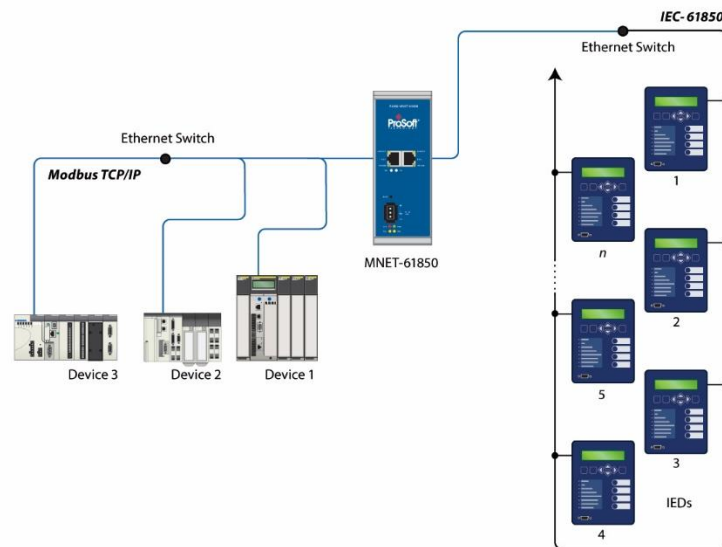 IEC-61850
Ethernet Switch
Ethernet Switch
Modbus TCP/IP
ProSoft
MNET-61850
1
n
2
5
3
4
IEDs
Device 3
Device 2
Device 1